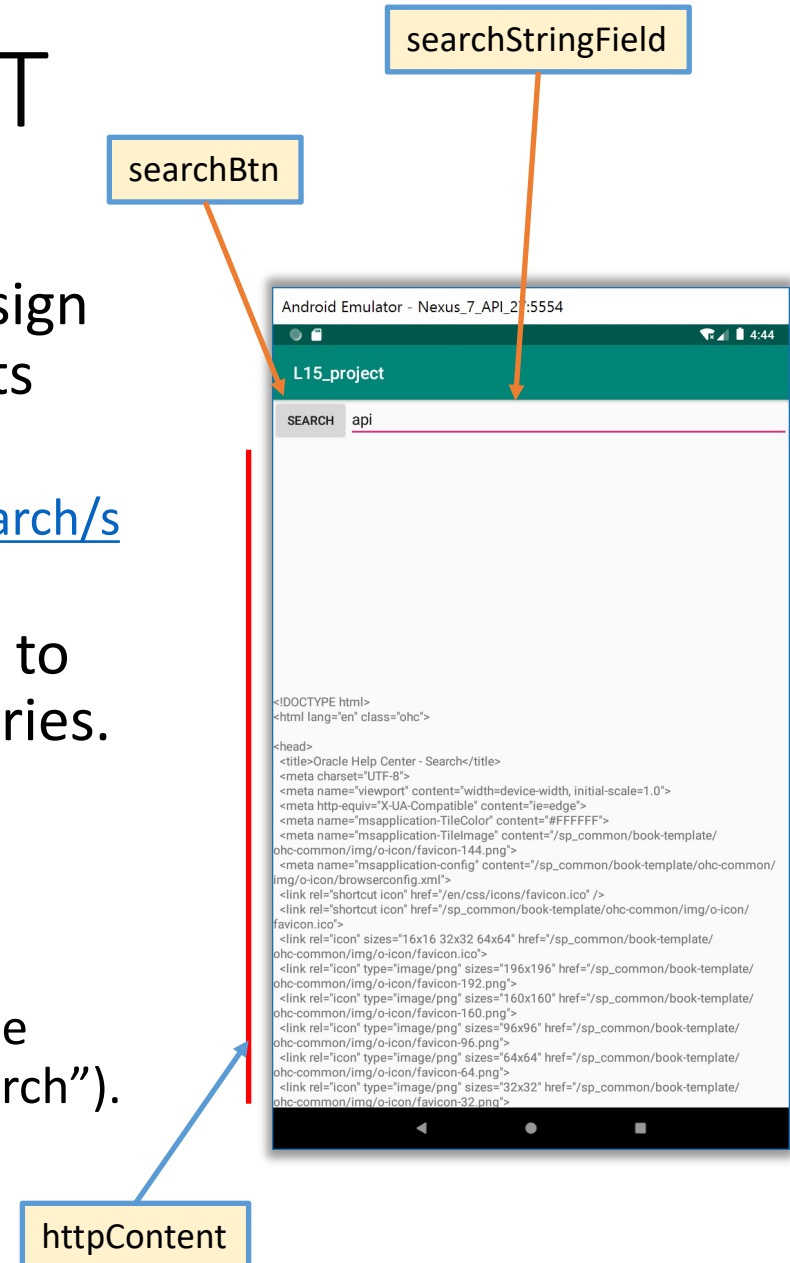 T
searchStringField
searchBtn
sign
ts
arch/s
to
ries.
e
rch”).
httpContent
Android Emulator - Nexus_7_API_27:5554
4:44
L15_project
SEARCH api
<!DOCTYPE html>
<html lang="en" class="ohc">
<head>
<title>Oracle Help Center - Search</title>
<meta charset="UTF-8">
<meta name="viewport" content="width=device-width, initial-scale=1.0">
<meta http-equiv="X-UA-Compatible" content="ie=edge">
<meta name="msapplication-TileColor" content="#FFFFFF">
<meta name="msapplication-TileImage" content="/sp_common/book-template/
ohc-common/img/o-icon/favicon-144.png">
<meta name="msapplication-config" content="/sp_common/book-template/ohc-common/
img/o-icon/browserconfig.xml">
<link rel="shortcut icon" href="/en/css/icons/favicon.ico" />
<link rel="shortcut icon" href="/sp_common/book-template/ohc-common/img/o-icon/
favicon.ico">
<link rel="icon" sizes="16x16 32x32 64x64" href="/sp_common/book-template/
ohc-common/img/o-icon/favicon.ico">
<link rel="icon" type="image/png" sizes="196x196" href="/sp_common/book-template/
ohc-common/img/o-icon/favicon-192.png">
<link rel="icon" type="image/png" sizes="160x160" href="/sp_common/book-template/
ohc-common/img/o-icon/favicon-160.png">
<link rel="icon" type="image/png" sizes="96x96" href="/sp_common/book-template/
ohc-common/img/o-icon/favicon-96.png">
<link rel="icon" type="image/png" sizes="64x64" href="/sp_common/book-template/
ohc-common/img/o-icon/favicon-64.png">
<link rel="icon" type="image/png" sizes="32x32" href="/sp_common/book-template/
ohc-common/img/o-icon/favicon-32.png">